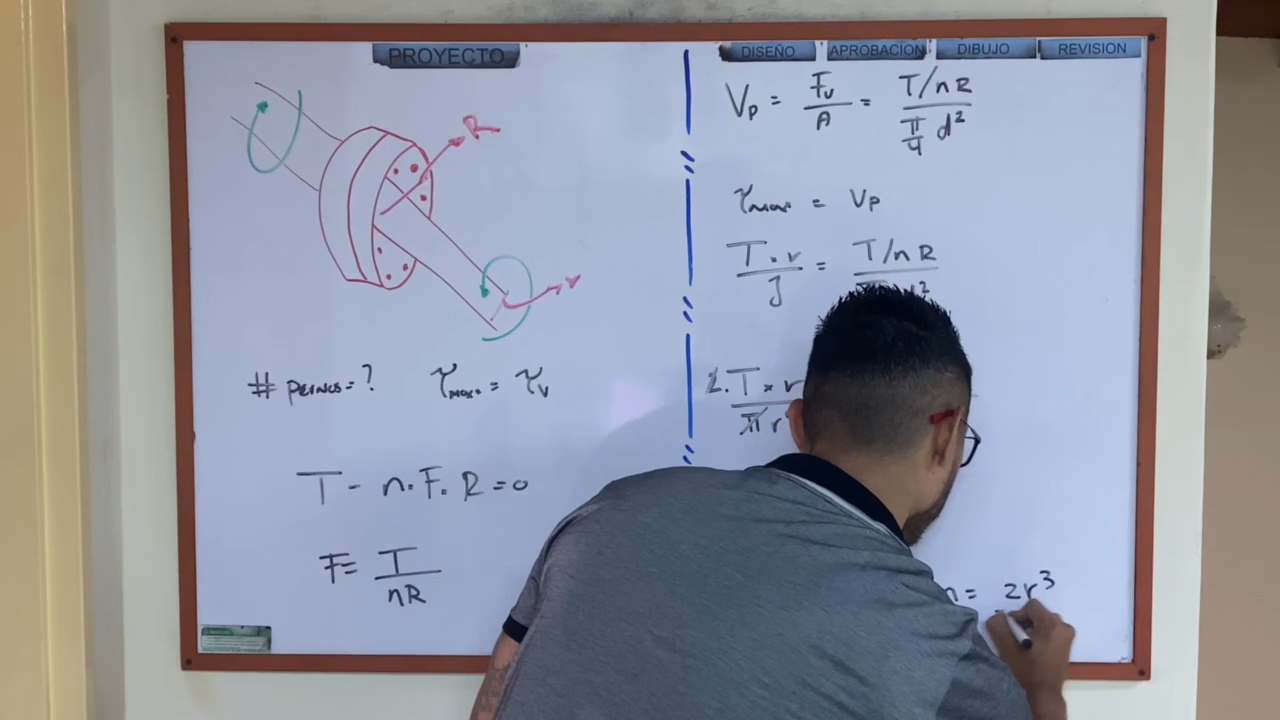 PROYECTO
R
r
# PERNOS = ?
τmax = τv
T - n.F.R = 0
F = T / nR
DISEÑO
APROBACIÓN
DIBUJO
REVISION
Vp = Fv / A = T/nR / π/4 d²
τmax = Vp
T . r / J = T/nR
2.T × r
n = 2r³